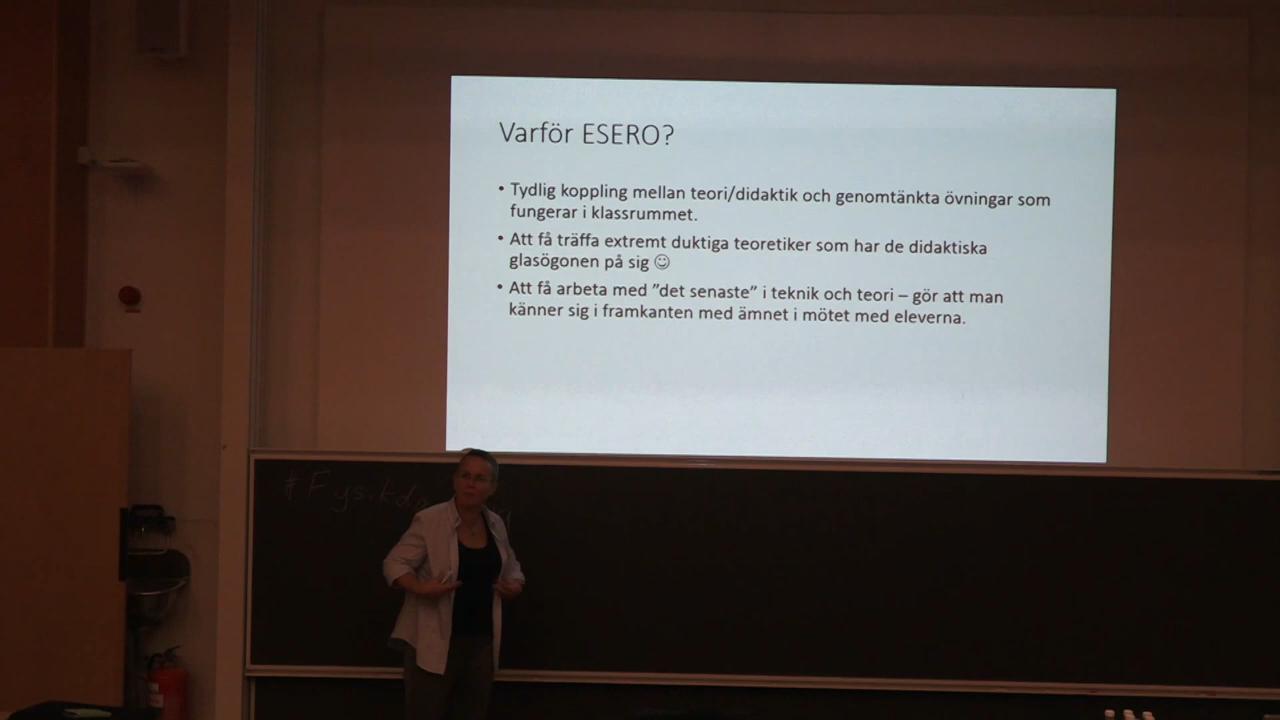 Varför ESERO?
• Tydlig koppling mellan teori/didaktik och genomtänkta övningar som
fungerar i klassrummet.
• Att få träffa extremt duktiga teoretiker som har de didaktiska
glasögonen på sig ☺
• Att få arbeta med ”det senaste” i teknik och teori – gör att man
känner sig i framkanten med ämnet i mötet med eleverna.